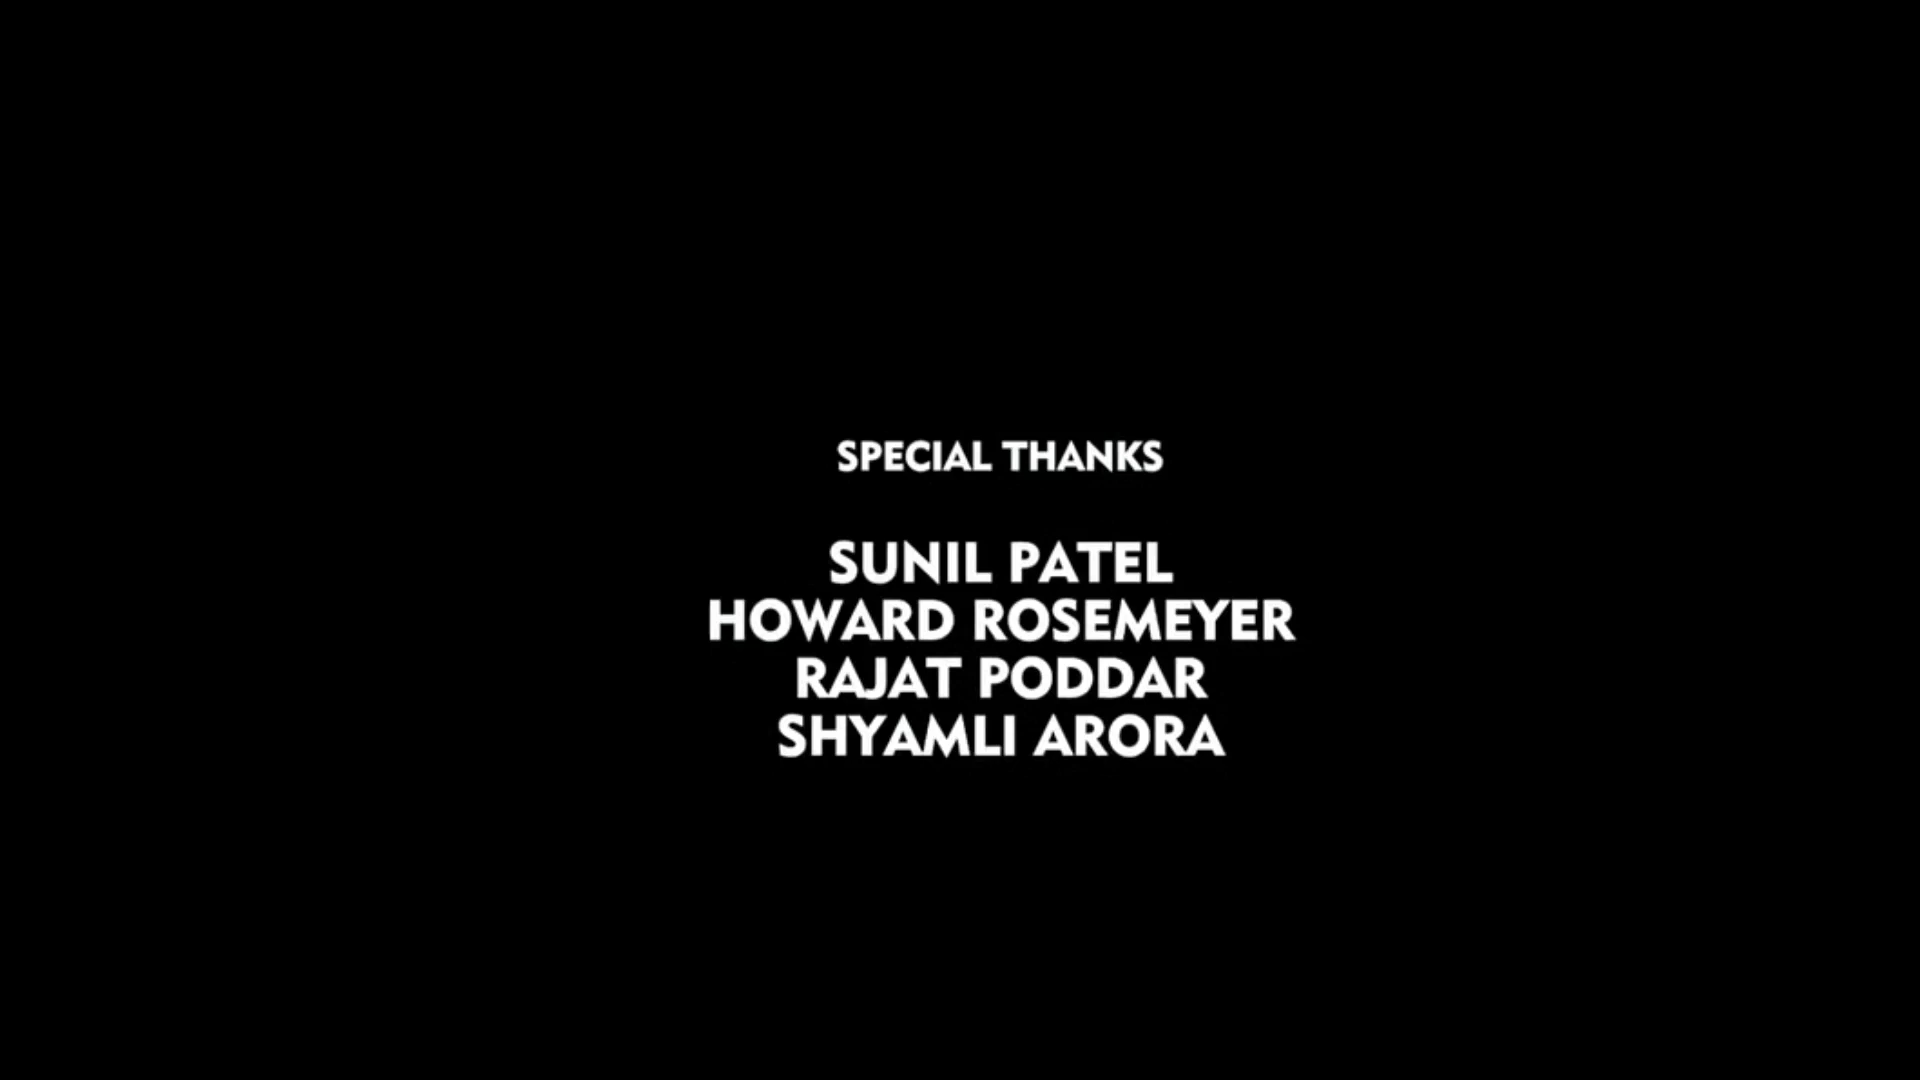 SPECIAL THANKS
SUNIL PATEL
HOWARD ROSEMEYER
RAJAT PODDAR
SHYAMLI ARORA